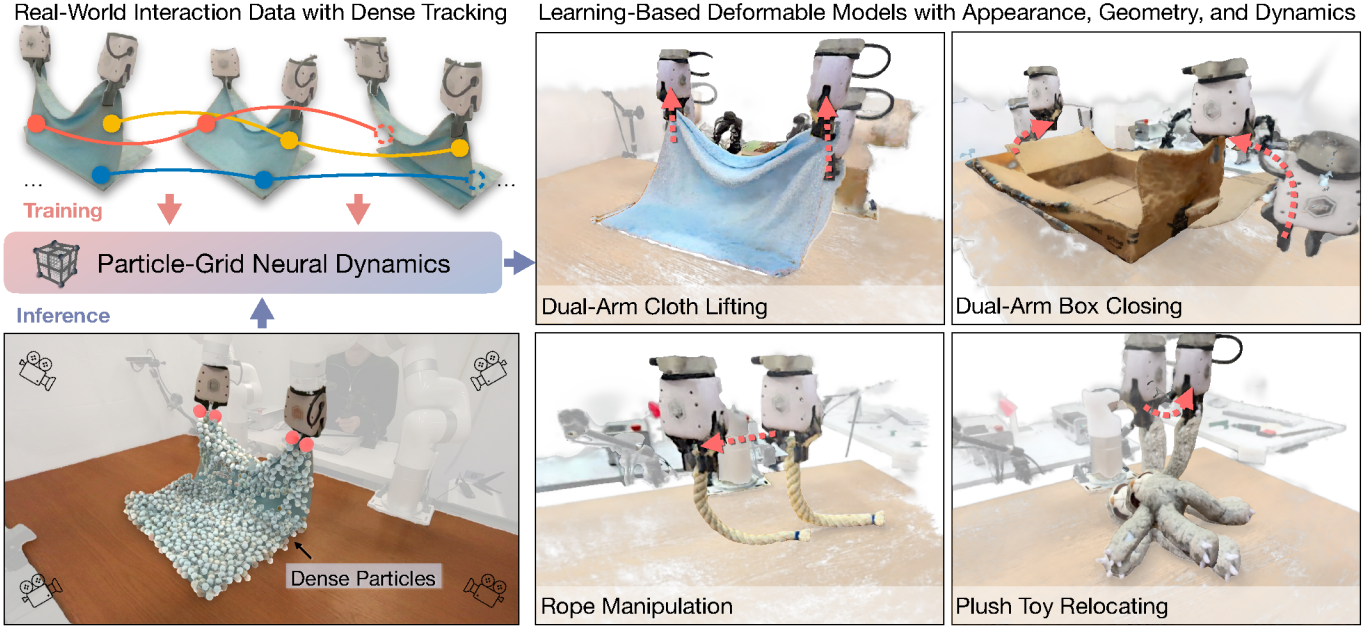 Real-World Interaction Data with Dense Tracking
Learning-Based Deformable Models with Appearance, Geometry, and Dynamics
...
...
Training
Particle-Grid Neural Dynamics
Inference
Dense Particles
Dual-Arm Cloth Lifting
Dual-Arm Box Closing
Rope Manipulation
Plush Toy Relocating